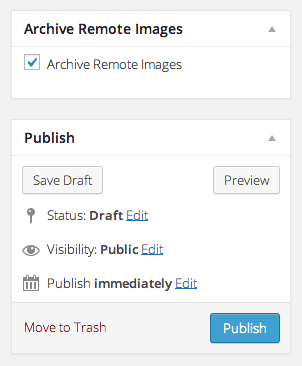 Archive Remote Images
Archive Remote Images
Publish
Save Draft Preview
Status: Draft Edit
Visibility: Public Edit
Publish immediately Edit
Move to Trash Publish